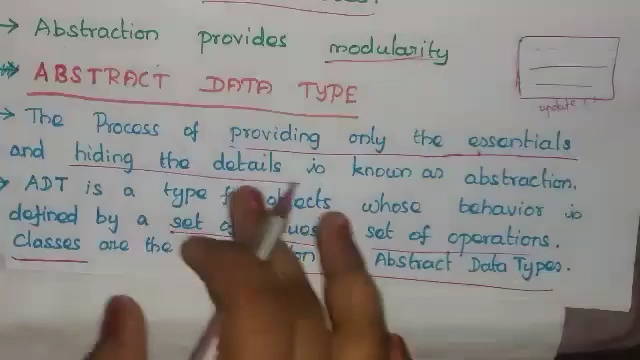 → Abstraction provides modularity
ABSTRACT DATA TYPE
update ( )
→ The Process of providing only the essentials
and hiding the details is known as abstraction.
→ ADT is a type objects whose behavior is
defined by a set set of operations.
Classes are the Abstract Data Types.